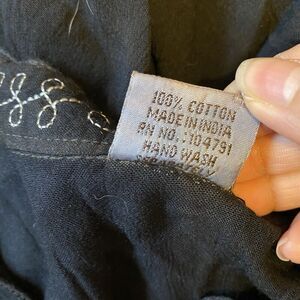 100% COTTON
MADE IN INDIA
RN NO.: 104791
HAND WASH